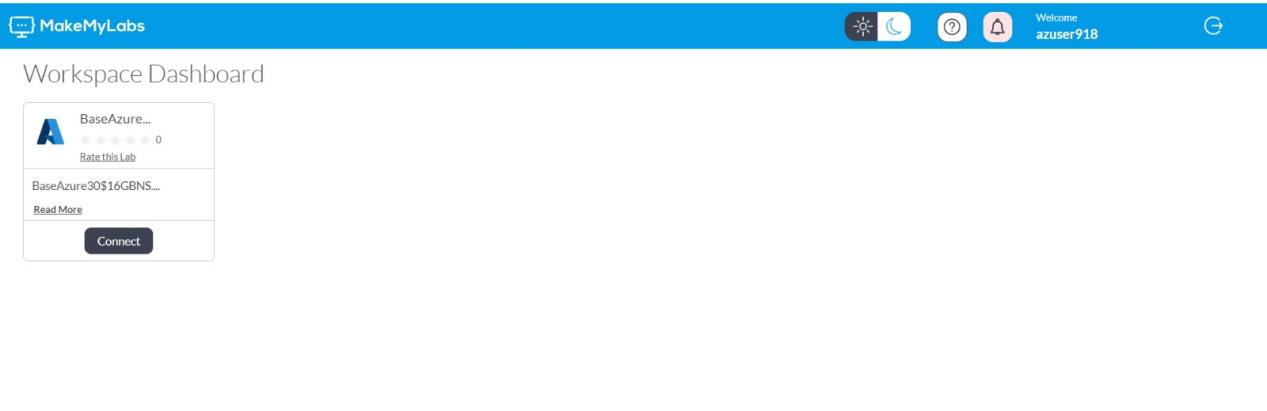 MakeMyLabs
Welcome
azuser918
Workspace Dashboard
BaseAzure...
0
Rate this Lab
BaseAzure30$16GBNS....
Read More
Connect